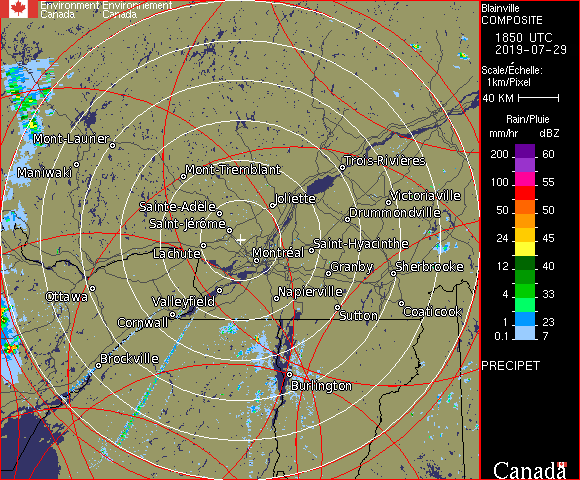 Environment Environnement
Canada Canada
Blainville
COMPOSITE
1850 UTC
2019-07-29
Scale/Échelle:
1km/Pixel
40 KM
Rain/Pluie
mm/hr dBZ
200 60
150 57
100 55
50 50
24 45
12 40
4 33
1 23
0.1 7
PRECIPET
Canada
Mont-Laurier
Maniwaki
Mont-Tremblant
Trois-Rivières
Joliette
Victoriaville
Sainte-Adèle
Drummondville
Saint-Jérôme
Saint-Hyacinthe
Lachute
Montréal
Granby
Sherbrooke
Ottawa
Valleyfield
Napierville
Coaticook
Cornwall
Sutton
Brockville
Burlington